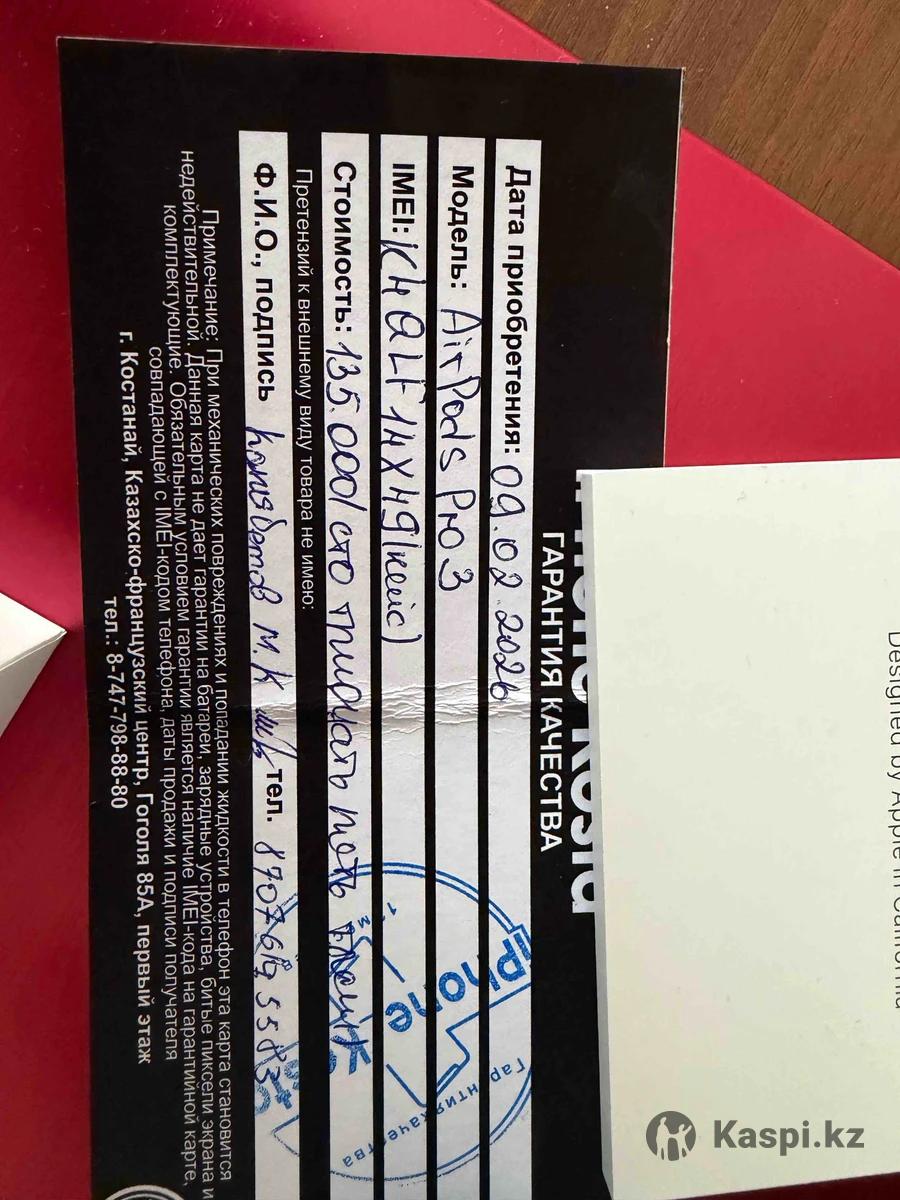 ГАРАНТИЯ КАЧЕСТВА
Дата приобретения: 09.02.2026
Модель: AirPods Pro 3
IMEI: (кейс)
Стоимость: 135.000/сто тридцать пять тысяч
Претензий к внешнему виду товара не имею:
Ф.И.О., подпись М.К тел.
Примечание: При механических повреждениях и попадании жидкости в телефон эта карта становится
недействительной. Данная карта не дает гарантии на батареи, зарядные устройства, битые пиксели экрана и
комплектующие. Обязательным условием гарантии является наличие IMEI-кода на гарантийной карте,
совпадающей с IMEI-кодом телефона, даты продажи и подписи получателя
г. Костанай, Казахско-французский центр, Гоголя 85А, первый этаж
тел.: 8-747-798-88-80
iPhone
Гарантия качества
Designed by Apple in California
Kaspi.kz